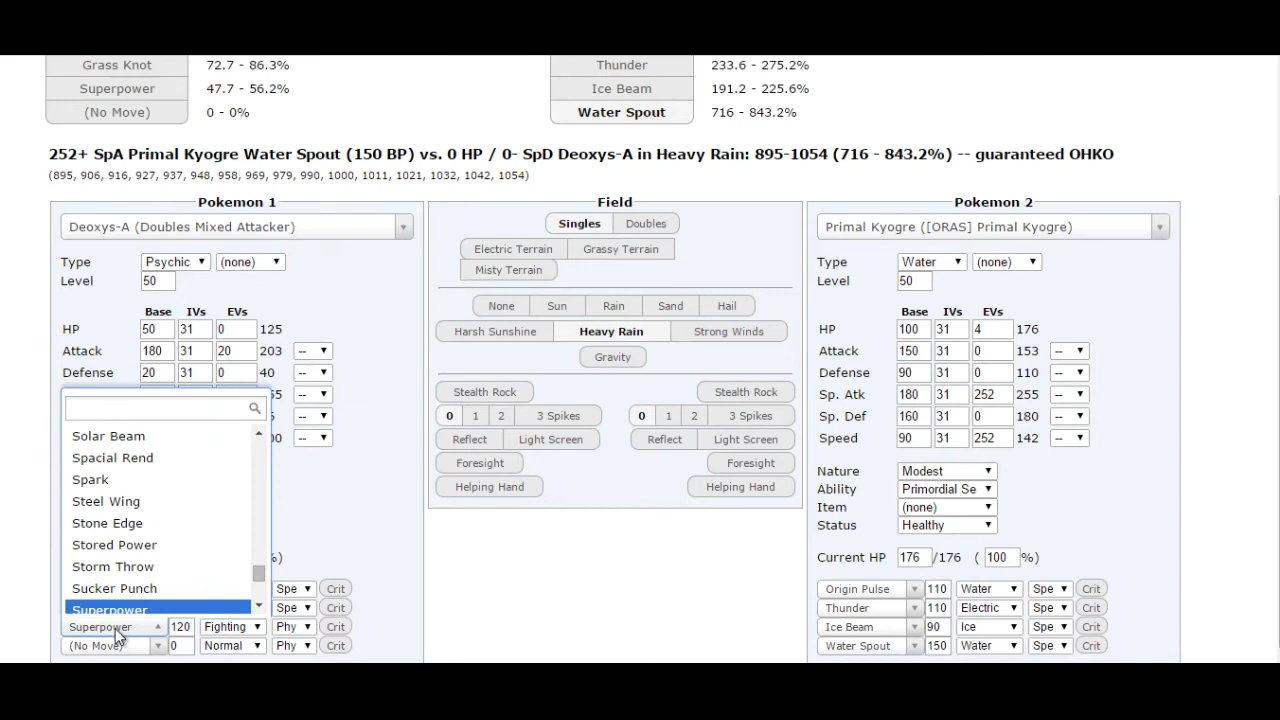 Grass Knot 72.7 - 86.3% Thunder 233.6 - 275.2%
Superpower 47.7 - 56.2% Ice Beam 191.2 - 225.6%
(No Move) 0 - 0% Water Spout 716 - 843.2%
252+ SpA Primal Kyogre Water Spout (150 BP) vs. 0 HP / 0- SpD Deoxys-A in Heavy Rain: 895-1054 (716 - 843.2%) -- guaranteed OHKO
(895, 906, 916, 927, 937, 948, 958, 969, 979, 990, 1000, 1011, 1021, 1032, 1042, 1054)
Pokemon 1
Deoxys-A (Doubles Mixed Attacker)
Type Psychic (none)
Level 50
Base IVs EVs
HP 50 31 0 125
Attack 180 31 20 203 --
Defense 20 31 0 40 --
Solar Beam
Spacial Rend
Spark
Steel Wing
Stone Edge
Stored Power
Storm Throw
Sucker Punch
Superpower
Spe Crit
Spe Crit
Superpower 120 Fighting Phy Crit
(No Move) 0 Normal Phy Crit
Field
Singles Doubles
Electric Terrain Grassy Terrain
Misty Terrain
None Sun Rain Sand Hail
Harsh Sunshine Heavy Rain Strong Winds
Gravity
Stealth Rock Stealth Rock
0 1 2 3 Spikes 0 1 2 3 Spikes
Reflect Light Screen Reflect Light Screen
Foresight Foresight
Helping Hand Helping Hand
Pokemon 2
Primal Kyogre ([ORAS] Primal Kyogre)
Type Water (none)
Level 50
Base IVs EVs
HP 100 31 4 176
Attack 150 31 0 153 --
Defense 90 31 0 110 --
Sp. Atk 180 31 252 255 --
Sp. Def 160 31 0 180 --
Speed 90 31 252 142 --
Nature Modest
Ability Primordial Se
Item (none)
Status Healthy
Current HP 176 /176 ( 100 %)
Origin Pulse 110 Water Spe Crit
Thunder 110 Electric Spe Crit
Ice Beam 90 Ice Spe Crit
Water Spout 150 Water Spe Crit